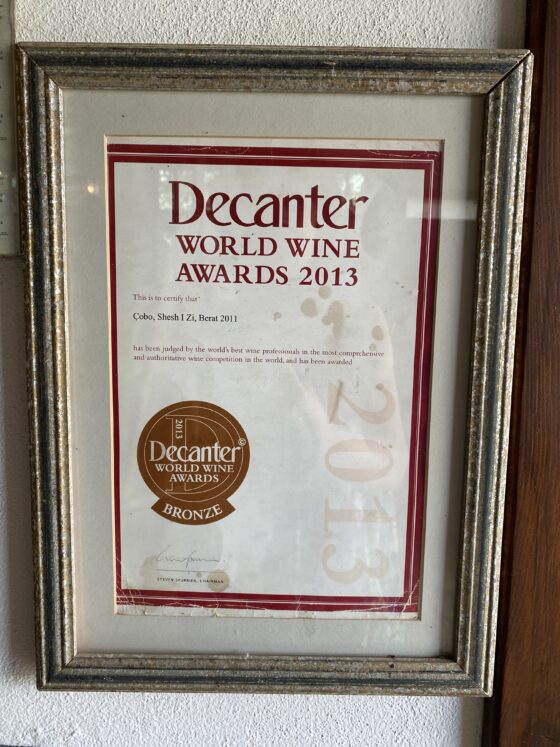 Decanter
WORLD WINE
AWARDS 2013
This is to certify that
Çobo, Shesh I Zi, Berat 2011
has been judged by the world's best wine professionals in the most comprehensive
and authoritative wine competition in the world, and has been awarded
2013
2013
Decanter
WORLD WINE
AWARDS
BRONZE
STEVEN SPURRIER, CHAIRMAN